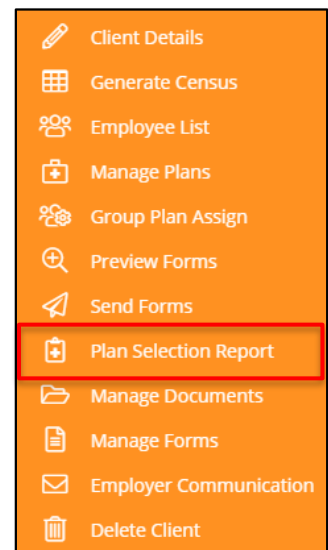 Client Details
Generate Census
Employee List
Manage Plans
Group Plan Assign
Preview Forms
Send Forms
Plan Selection Report
Manage Documents
Manage Forms
Employer Communication
Delete Client